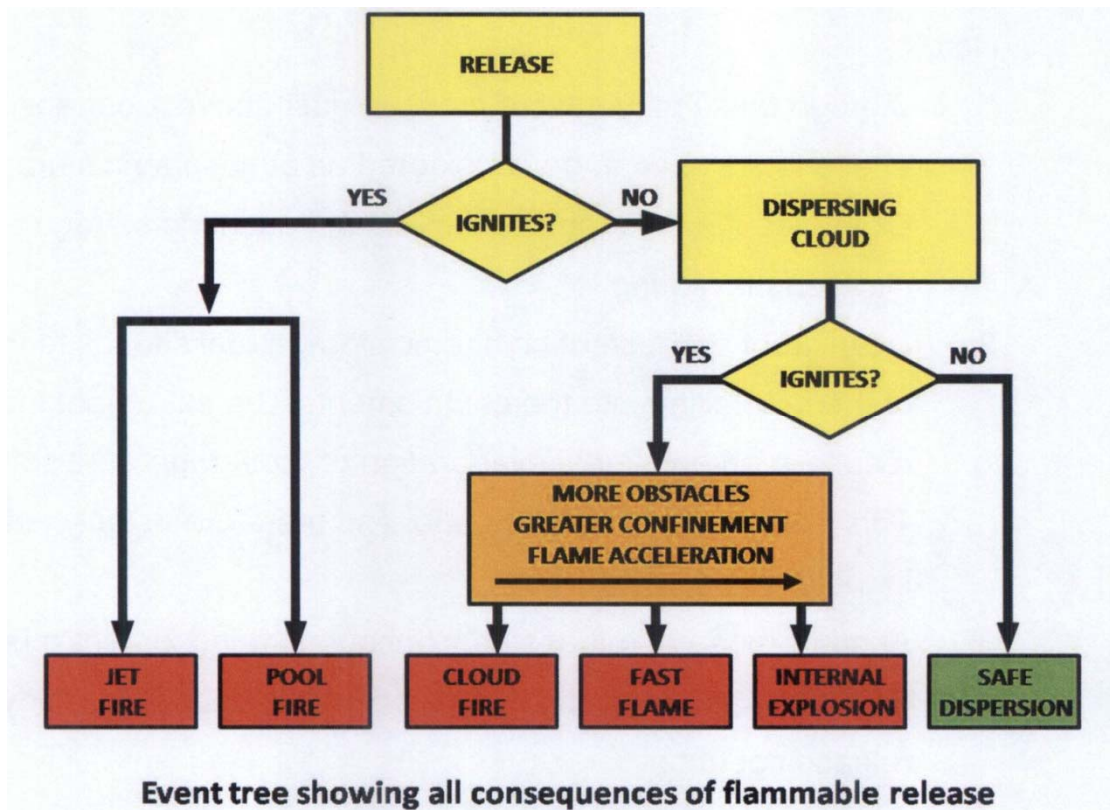 RELEASE
YES
IGNITES?
NO
DISPERSING
CLOUD
YES
IGNITES?
NO
MORE OBSTACLES
GREATER CONFINEMENT
FLAME ACCELERATION
JET
FIRE
POOL
FIRE
CLOUD
FIRE
FAST
FLAME
INTERNAL
EXPLOSION
SAFE
DISPERSION
Event tree showing all consequences of flammable release